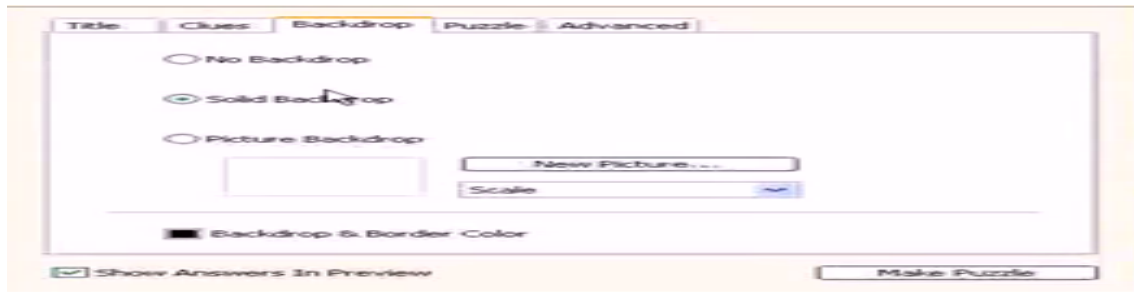 Title Clues Backdrop Puzzle Advanced
No Backdrop
Solid Backdrop
Picture Backdrop
New Picture...
Scale
Backdrop & Border Color
Show Answers In Preview Make Puzzle